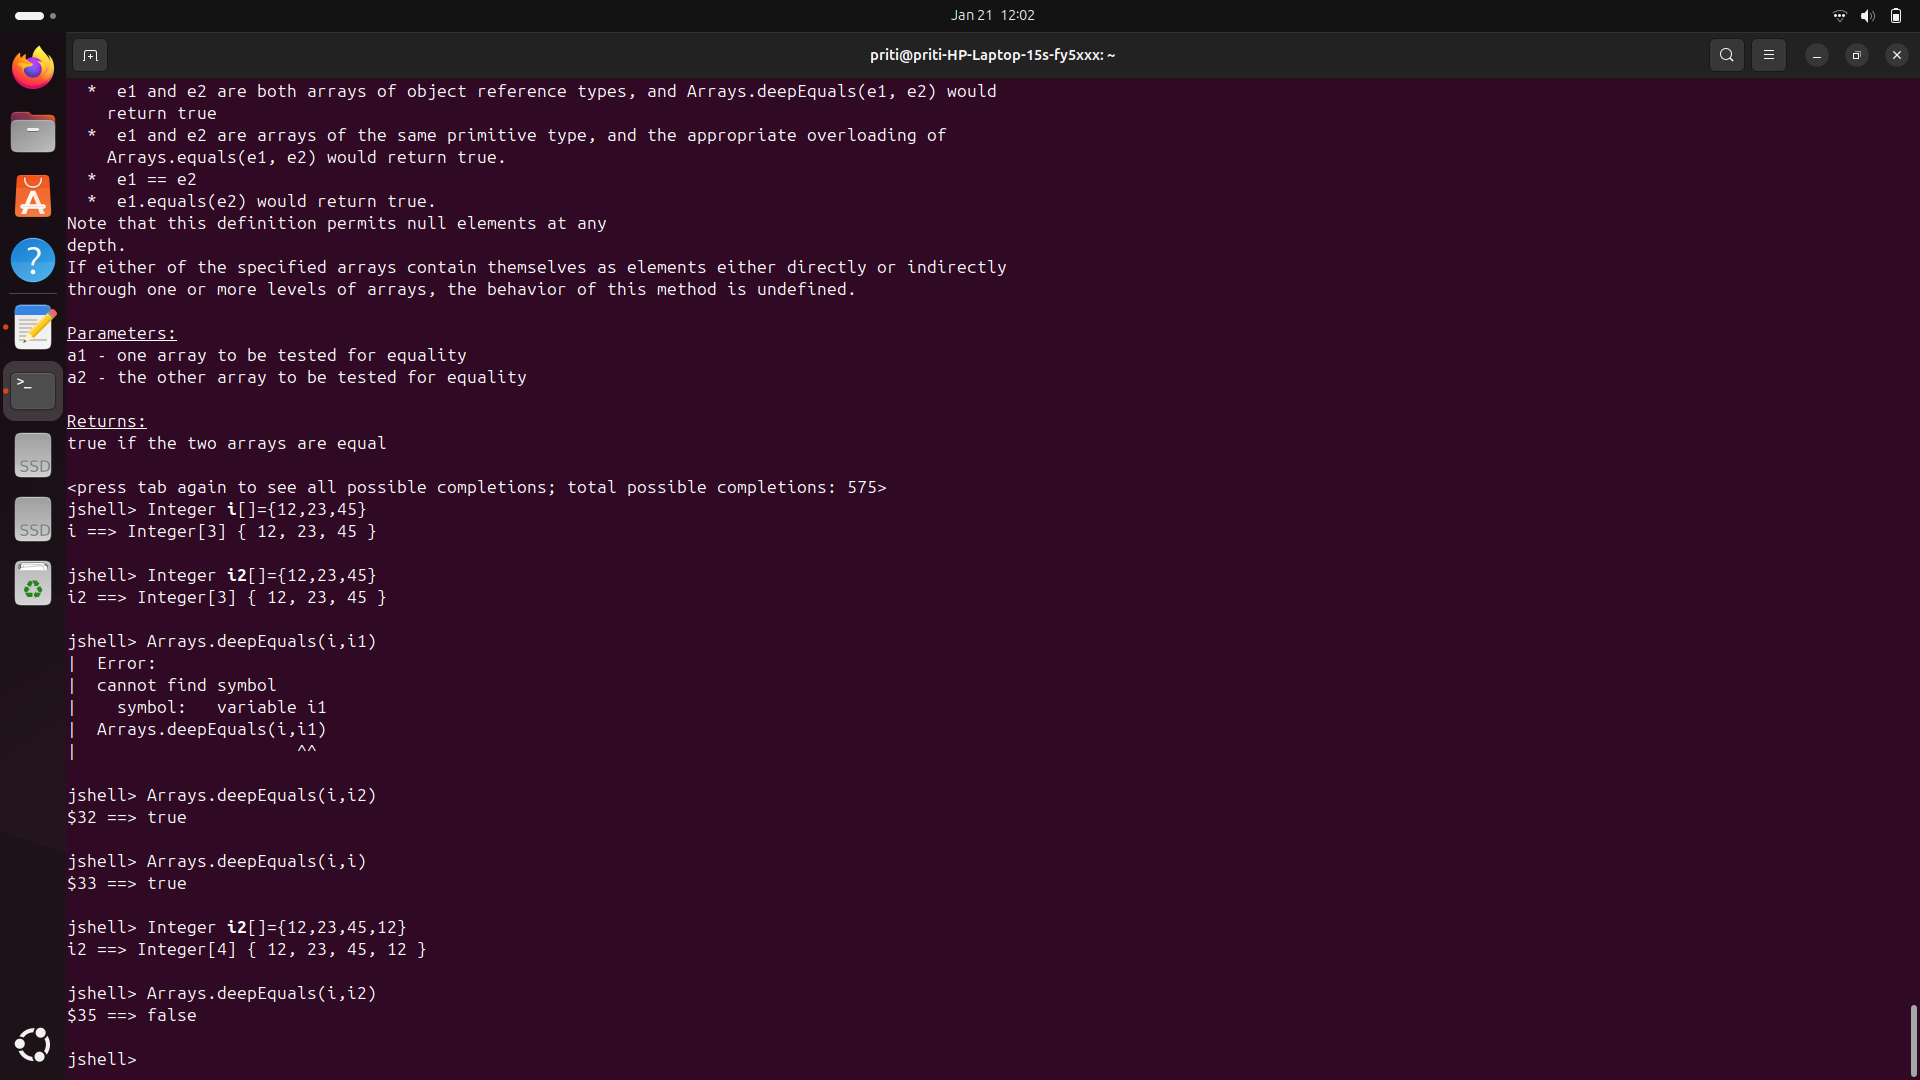 Jan 21 12:02
priti@priti-HP-Laptop-15s-fy5xxx: ~
* e1 and e2 are both arrays of object reference types, and Arrays.deepEquals(e1, e2) would
return true
* e1 and e2 are arrays of the same primitive type, and the appropriate overloading of
Arrays.equals(e1, e2) would return true.
* e1 == e2
* e1.equals(e2) would return true.
Note that this definition permits null elements at any
depth.
If either of the specified arrays contain themselves as elements either directly or indirectly
through one or more levels of arrays, the behavior of this method is undefined.
Parameters:
a1 - one array to be tested for equality
a2 - the other array to be tested for equality
Returns:
true if the two arrays are equal
<press tab again to see all possible completions; total possible completions: 575>
jshell> Integer i[]={12,23,45}
i ==> Integer[3] { 12, 23, 45 }
jshell> Integer i2[]={12,23,45}
i2 ==> Integer[3] { 12, 23, 45 }
jshell> Arrays.deepEquals(i,i1)
| Error:
| cannot find symbol
| symbol: variable i1
| Arrays.deepEquals(i,i1)
| ^^
jshell> Arrays.deepEquals(i,i2)
$32 ==> true
jshell> Arrays.deepEquals(i,i)
$33 ==> true
jshell> Integer i2[]={12,23,45,12}
i2 ==> Integer[4] { 12, 23, 45, 12 }
jshell> Arrays.deepEquals(i,i2)
$35 ==> false
jshell>
SSD
SSD